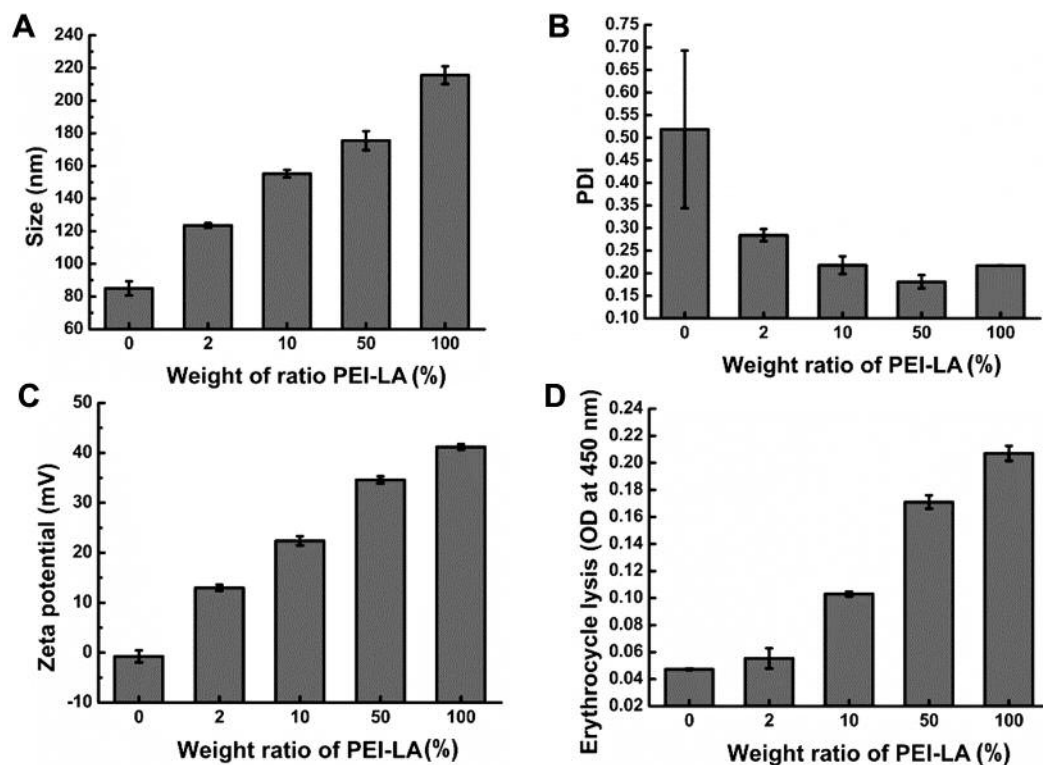 A
Size (nm)
220
200
180
160
140
120
100
80
60
0 2 10 50 100
Weight of ratio PEI-LA (%)
B
PDI
0.75
0.70
0.65
0.60
0.55
0.50
0.45
0.40
0.35
0.30
0.25
0.20
0.15
0.10
0 2 10 50 100
Weight ratio of PEI-LA (%)
C
Zeta potential (mV)
50
40
30
20
10
0
-10
0 2 10 50 100
Weight ratio of PEI-LA (%)
D
Erythrocycle lysis (OD at 450 nm)
0.24
0.22
0.20
0.18
0.16
0.14
0.12
0.10
0.08
0.06
0.04
0.02
0 2 10 50 100
Weight ratio of PEI-LA (%)